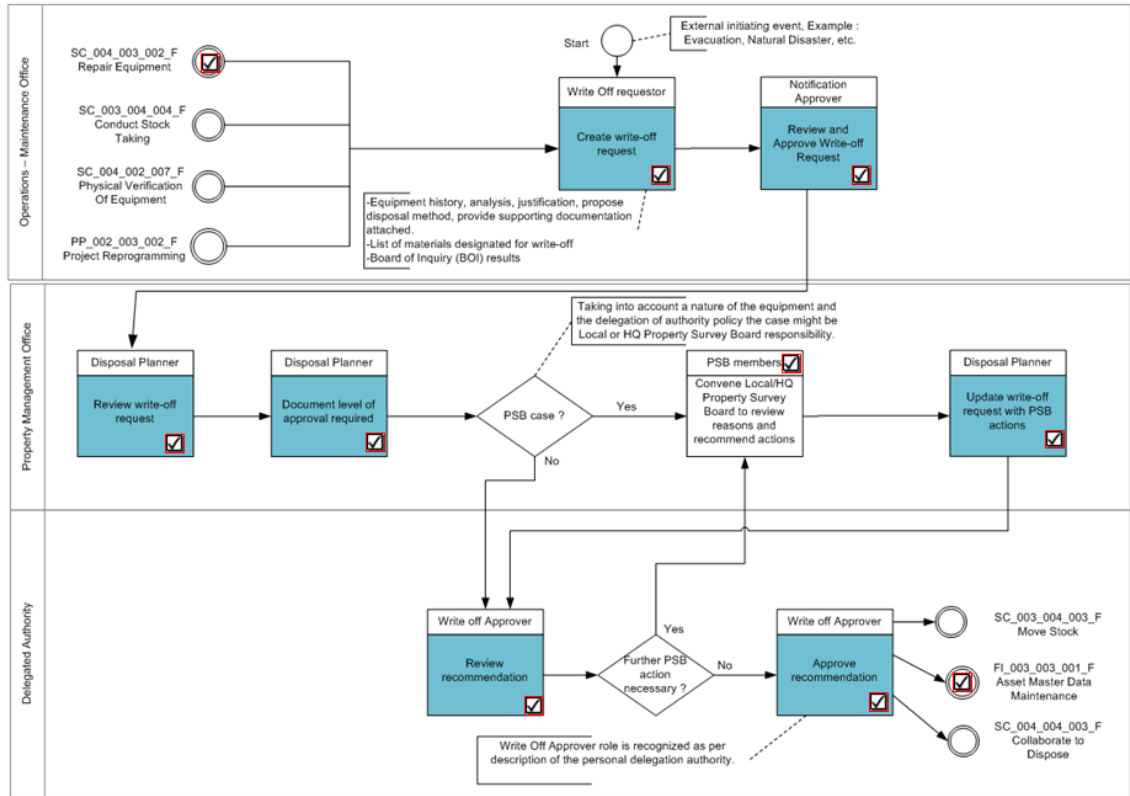 Operations – Maintenance Office
SC_004_003_002_F
Repair Equipment
SC_003_004_004_F
Conduct Stock
Taking
SC_004_002_007_F
Physical Verification
Of Equipment
PP_002_003_002_F
Project Reprogramming
Start
External initiating event, Example :
Evacuation, Natural Disaster, etc.
Write Off requestor
Create write-off
request
Notification
Approver
Review and
Approve Write-off
Request
-Equipment history, analysis, justification, propose
disposal method, provide supporting documentation
attached.
-List of materials designated for write-off
-Board of Inquiry (BOI) results
Property Management Office
Taking into account a nature of the equipment and
the delegation of authority policy the case might be
Local or HQ Property Survey Board responsibility.
Disposal Planner
Review write-off
request
Disposal Planner
Document level of
approval required
PSB case ?
Yes
No
PSB members
Convene Local/HQ
Property Survey
Board to review
reasons and
recommend actions
Disposal Planner
Update write-off
request with PSB
actions
Delegated Authority
Write off Approver
Review
recommendation
Further PSB
action
necessary ?
Yes
No
Write off Approver
Approve
recommendation
SC_003_004_003_F
Move Stock
FI_003_003_001_F
Asset Master Data
Maintenance
SC_004_004_003_F
Collaborate to
Dispose
Write Off Approver role is recognized as per
description of the personal delegation authority.